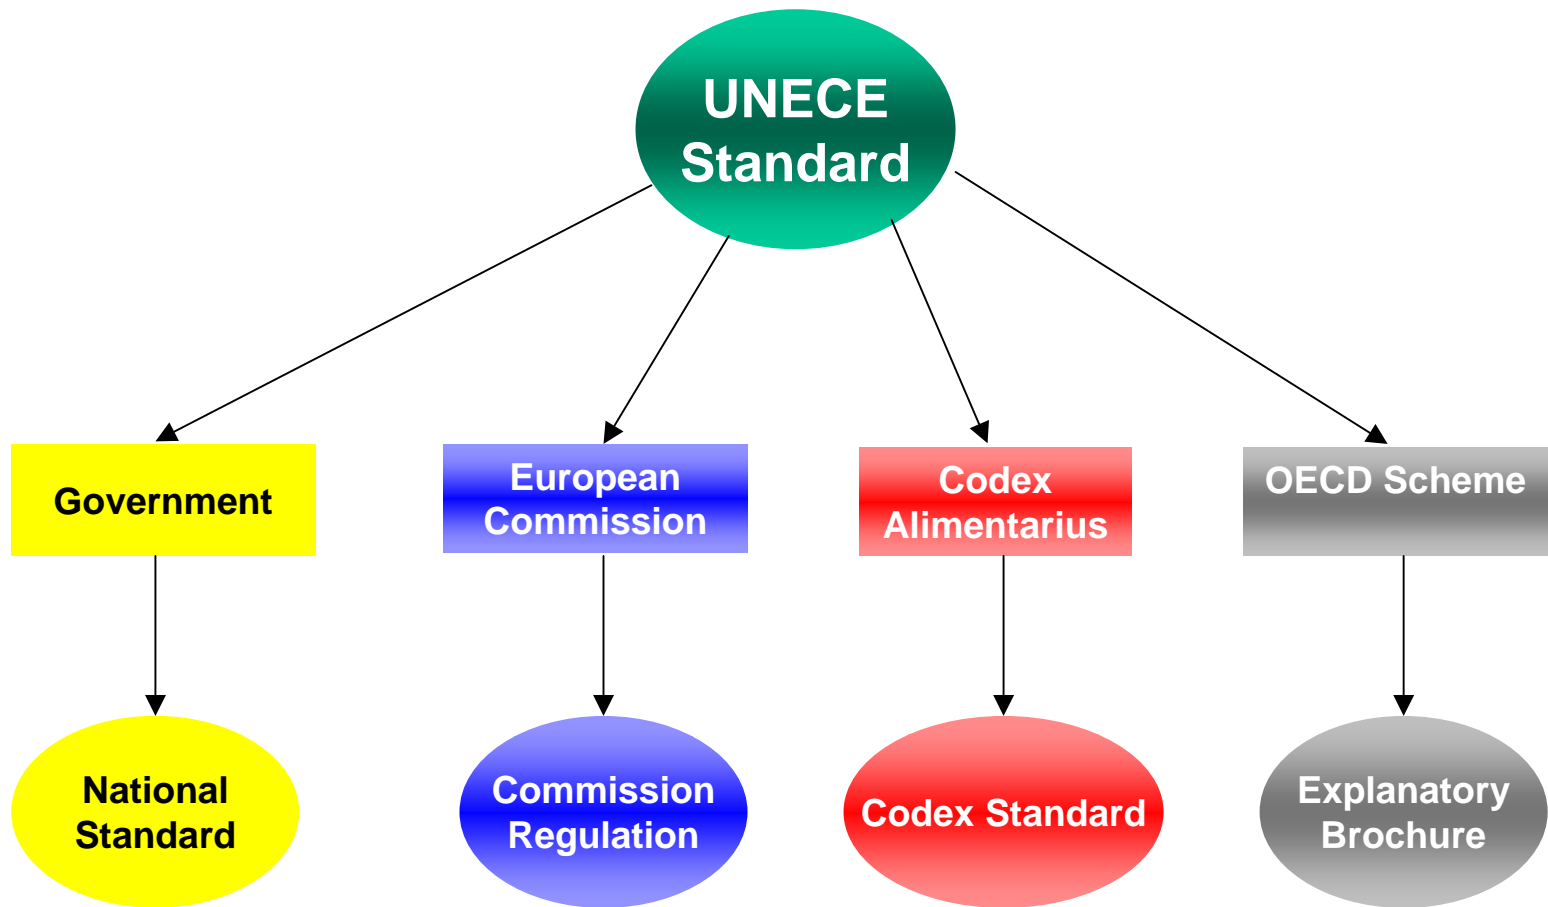 UNECE
Standard
Government
European
Commission
Codex
Alimentarius
OECD Scheme
National
Standard
Commission
Regulation
Codex Standard
Explanatory
Brochure